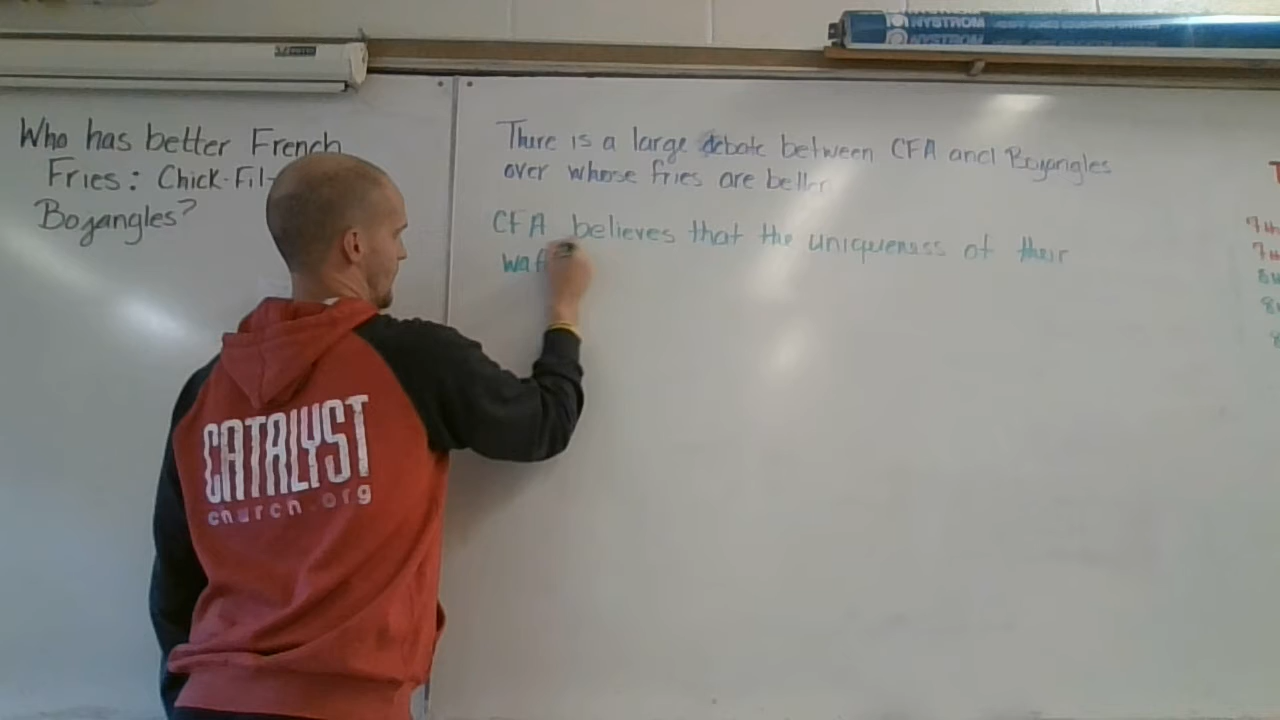 NYSTROM
NYSTROM
Who has better French
Fries: Chick-Fil-
Bojangles?
There is a large debate between CFA and Bojangles
over whose fries are better
CFA believes that the uniqueness of their
waf
CATALYST
church.org